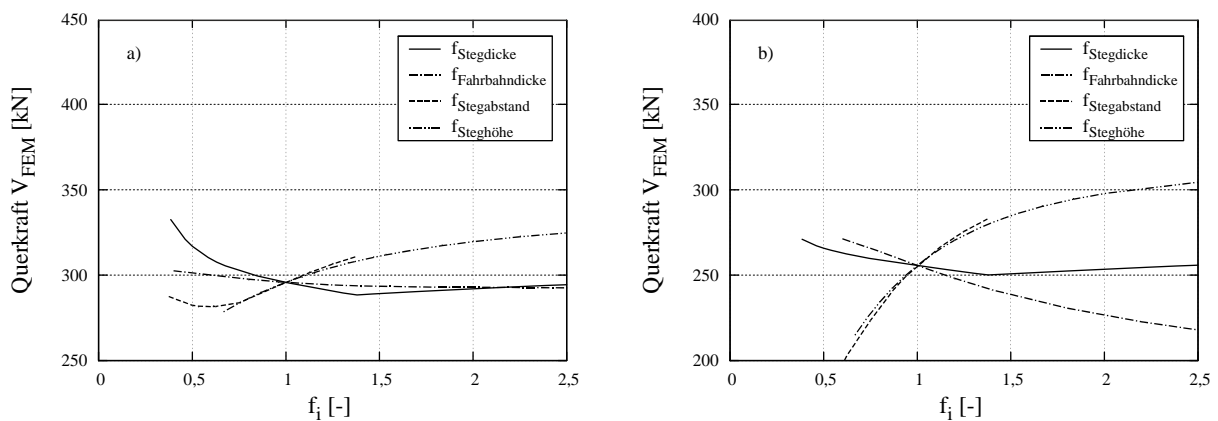 450
400
350
300
250
Querkraft V_FEM [kN]
a)
f_Stegdicke
f_Fahrbahndicke
f_Stegabstand
f_Steghöhe
0
0,5
1
1,5
2
2,5
f_i [-]
400
350
300
250
200
Querkraft V_FEM [kN]
b)
f_Stegdicke
f_Fahrbahndicke
f_Stegabstand
f_Steghöhe
0
0,5
1
1,5
2
2,5
f_i [-]